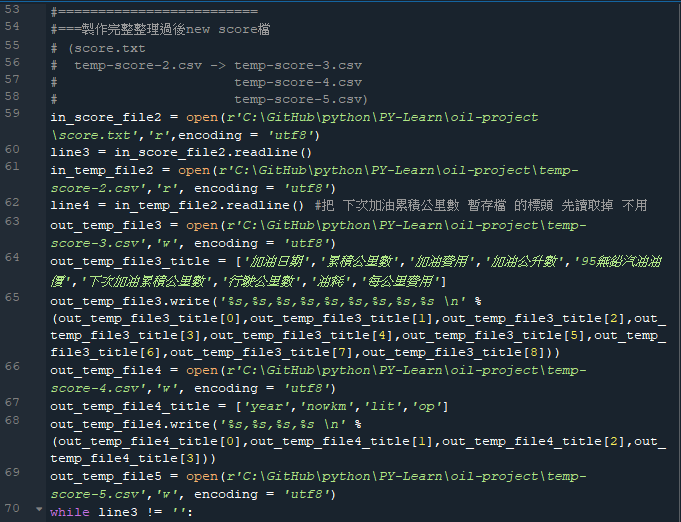 53 #==========================
54 #===製作完整整理過後new score檔
55 # (score.txt
56 #  temp-score-2.csv -> temp-score-3.csv
57 #                      temp-score-4.csv
58 #                      temp-score-5.csv)
59 in_score_file2 = open(r'C:\GitHub\python\PY-Learn\oil-project
\score.txt','r',encoding = 'utf8')
60 line3 = in_score_file2.readline()
61 in_temp_file2 = open(r'C:\GitHub\python\PY-Learn\oil-project\temp-
score-2.csv','r', encoding = 'utf8')
62 line4 = in_temp_file2.readline() #把 下次加油累積公里數 暫存檔 的標頭 先讀取掉 不用
63 out_temp_file3 = open(r'C:\GitHub\python\PY-Learn\oil-project\temp-
score-3.csv','w', encoding = 'utf8')
64 out_temp_file3_title = ['加油日期','累積公里數','加油費用','加油公升數','95無鉛汽油油
價','下次加油累積公里數','行駛公里數','油耗','每公里費用']
65 out_temp_file3.write('%s,%s,%s,%s,%s,%s,%s,%s,%s \n' %
(out_temp_file3_title[0],out_temp_file3_title[1],out_temp_file3_title[2],out_
temp_file3_title[3],out_temp_file3_title[4],out_temp_file3_title[5],out_temp_
file3_title[6],out_temp_file3_title[7],out_temp_file3_title[8]))
66 out_temp_file4 = open(r'C:\GitHub\python\PY-Learn\oil-project\temp-
score-4.csv','w', encoding = 'utf8')
67 out_temp_file4_title = ['year','nowkm','lit','op']
68 out_temp_file4.write('%s,%s,%s,%s \n' %
(out_temp_file4_title[0],out_temp_file4_title[1],out_temp_file4_title[2],out_
temp_file4_title[3]))
69 out_temp_file5 = open(r'C:\GitHub\python\PY-Learn\oil-project\temp-
score-5.csv','w', encoding = 'utf8')
70 while line3 != '':